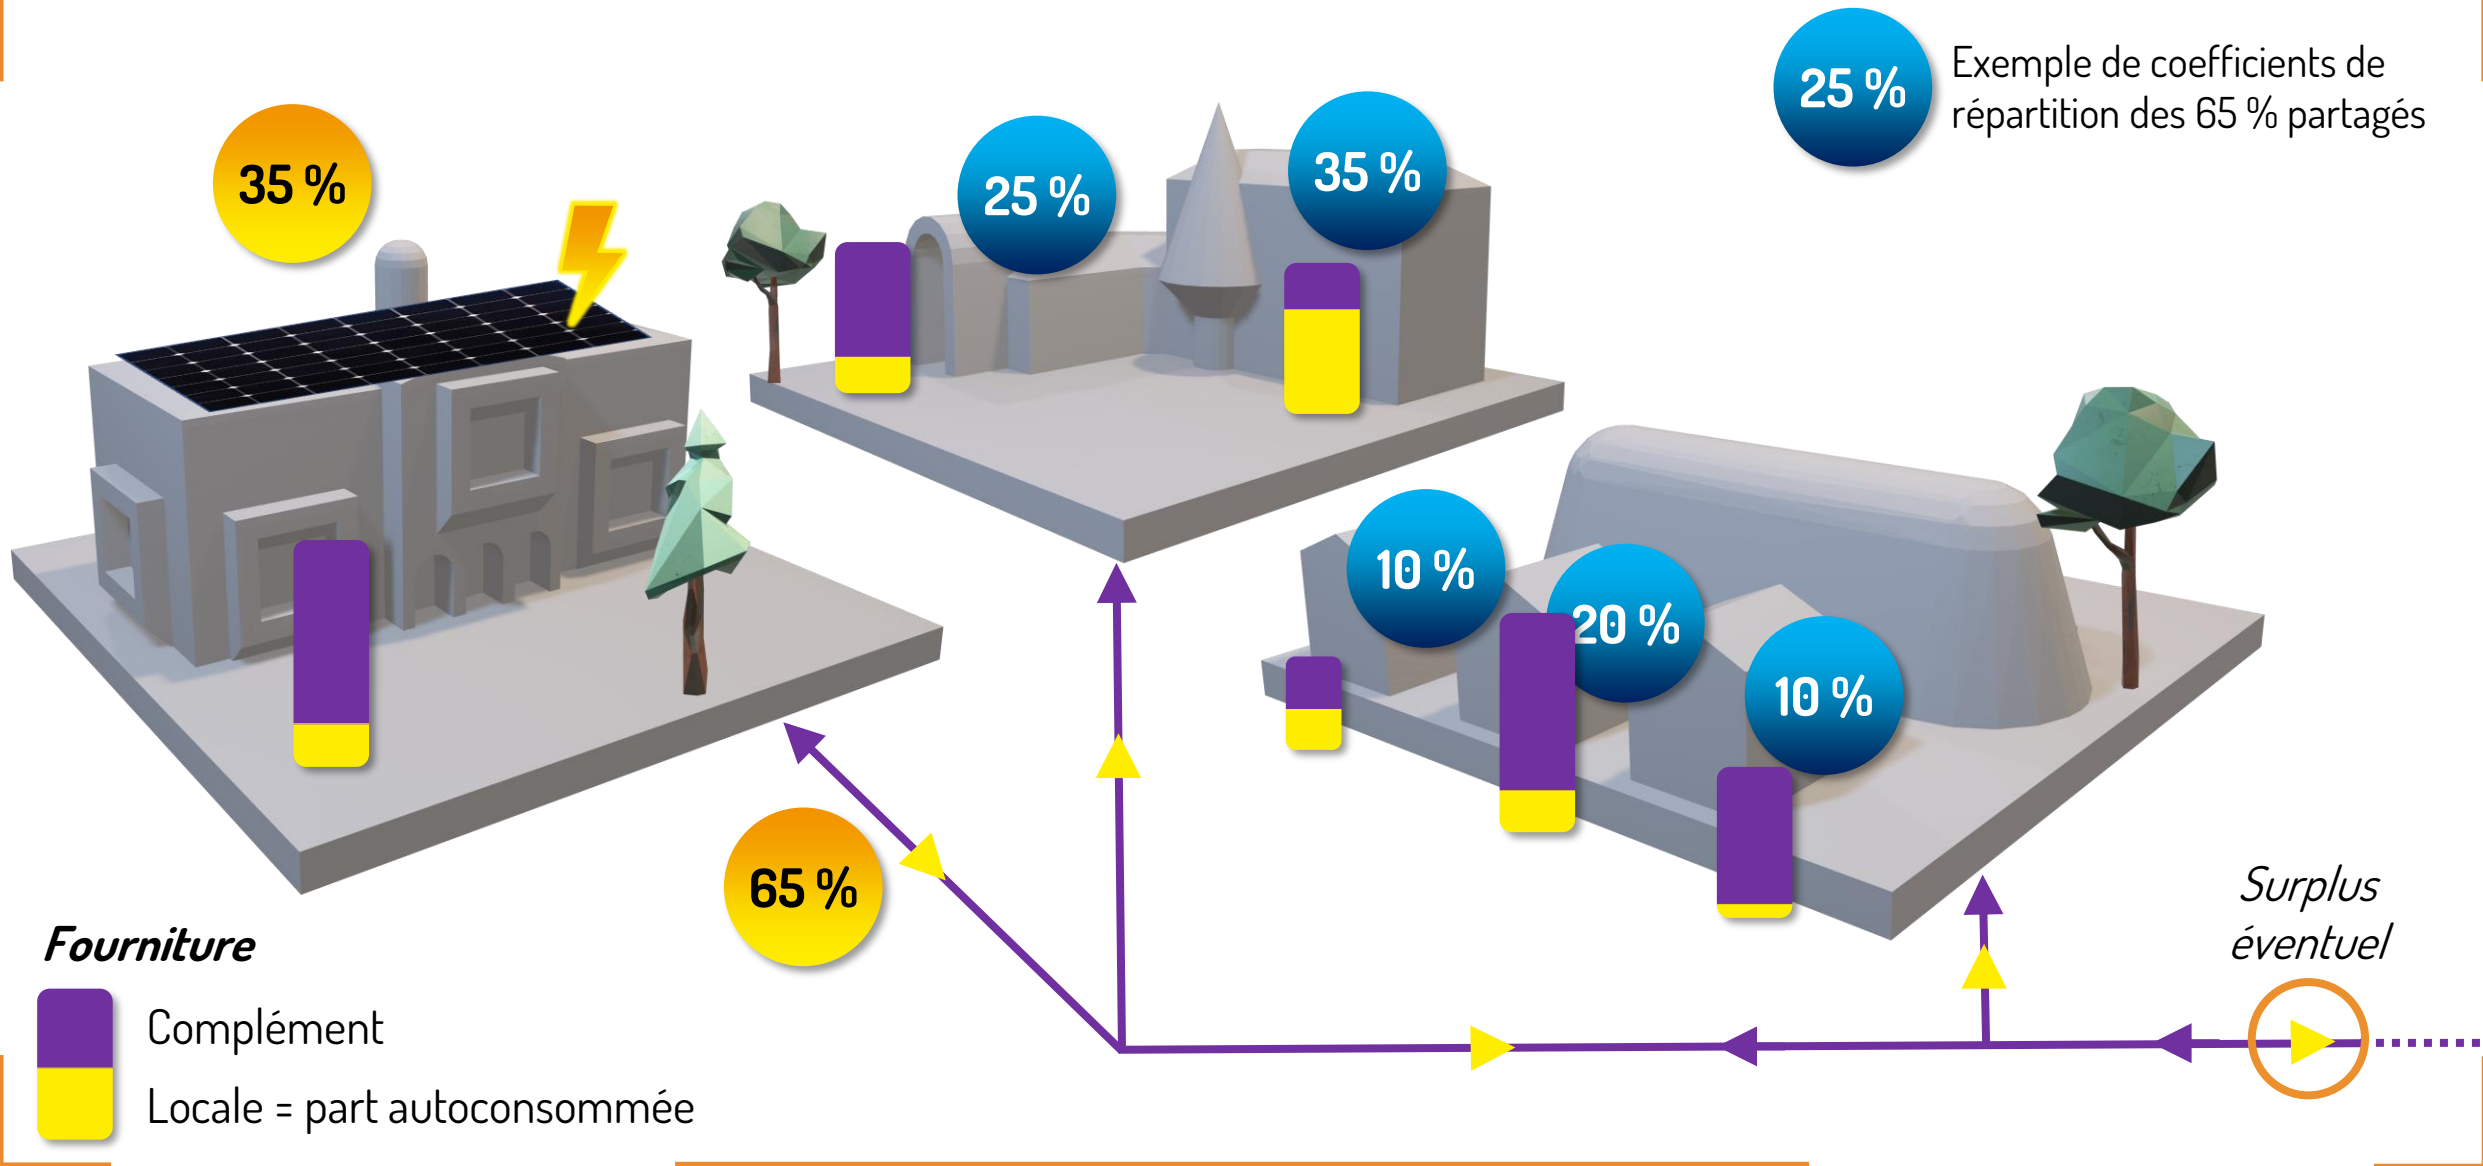 25 %
Exemple de coefficients de
répartition des 65 % partagés
35 %
25 %
35 %
10 %
20 %
10 %
65 %
Surplus
éventuel
Fourniture
Complément
Locale = part autoconsommée